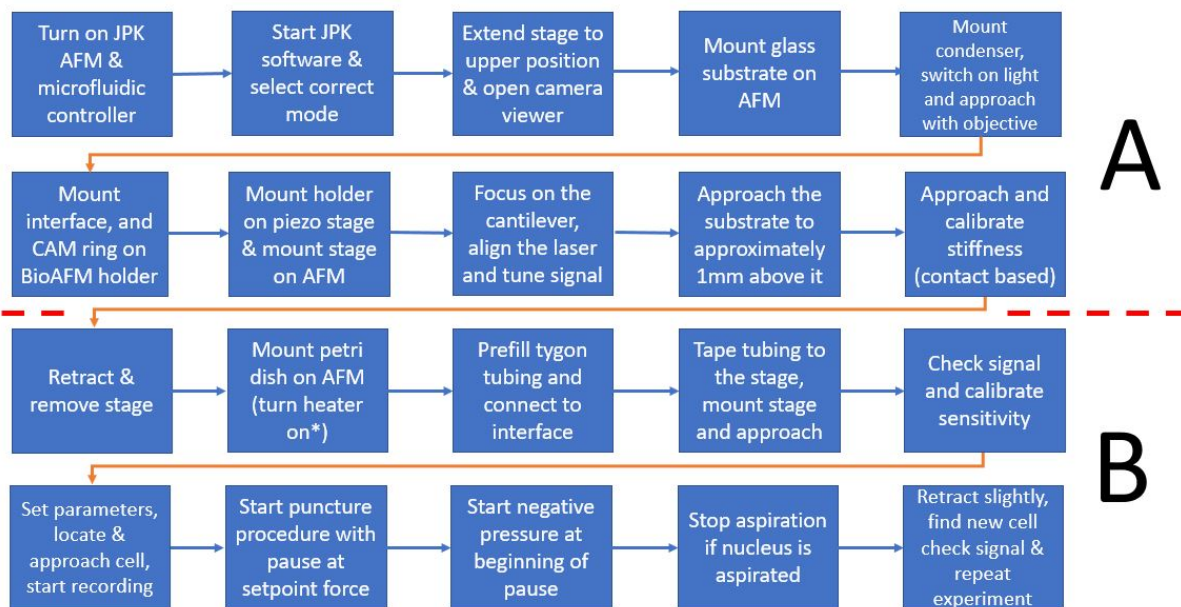 Turn on JPK
AFM &
microfluidic
controller
Start JPK
software &
select correct
mode
Extend stage to
upper position
& open camera
viewer
Mount glass
substrate on
AFM
Mount
condenser,
switch on light
and approach
with objective
A
Mount
interface, and
CAM ring on
BioAFM holder
Mount holder
on piezo stage
& mount stage
on AFM
Focus on the
cantilever,
align the laser
and tune signal
Approach the
substrate to
approximately
1mm above it
Approach and
calibrate
stiffness
(contact based)
Retract &
remove stage
Mount petri
dish on AFM
(turn heater
on*)
Prefill tygon
tubing and
connect to
interface
Tape tubing to
the stage,
mount stage
and approach
Check signal
and calibrate
sensitivity
B
Set parameters,
locate &
approach cell,
start recording
Start puncture
procedure with
pause at
setpoint force
Start negative
pressure at
beginning of
pause
Stop aspiration
if nucleus is
aspirated
Retract slightly,
find new cell
check signal &
repeat
experiment